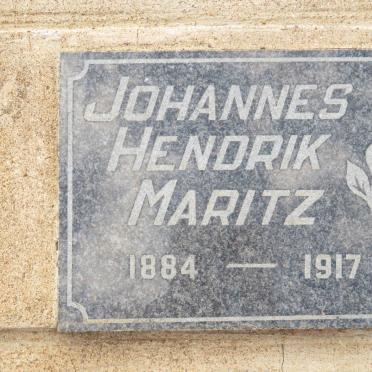 JOHANNES
HENDRIK
MARITZ
1884 — 1917